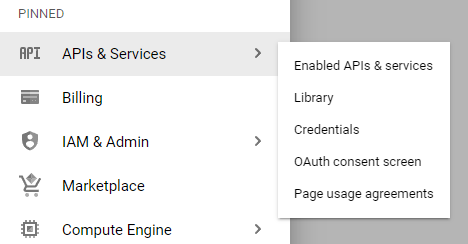 PINNED
API
APIs & Services
Billing
IAM & Admin
Marketplace
Compute Engine
Enabled APIs & services
Library
Credentials
OAuth consent screen
Page usage agreements